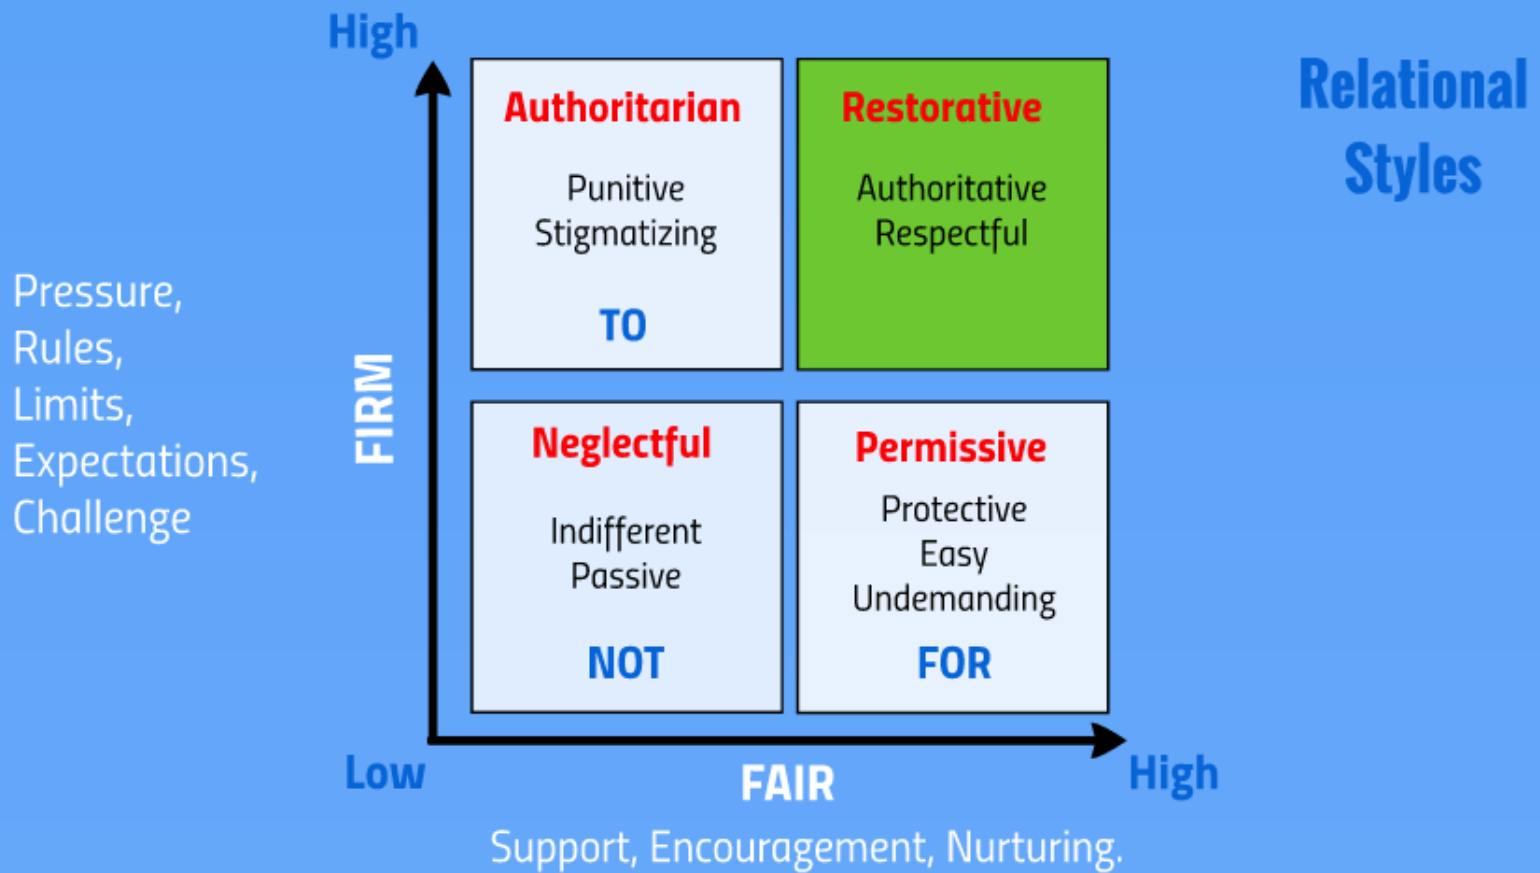 High
Relational
Styles
Authoritarian
Punitive
Stigmatizing
TO
Restorative
Authoritative
Respectful
Pressure,
Rules,
Limits,
Expectations,
Challenge
FIRM
Neglectful
Indifferent
Passive
NOT
Permissive
Protective
Easy
Undemanding
FOR
Low
FAIR
High
Support, Encouragement, Nurturing.